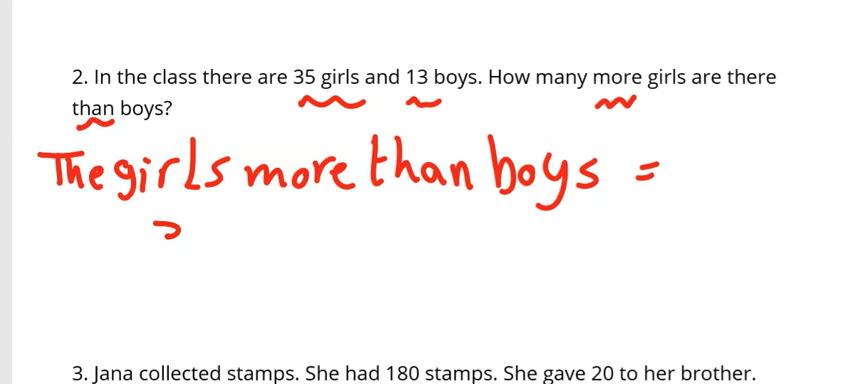 2. In the class there are 35 girls and 13 boys. How many more girls are there
than boys?
The girls more than boys =
3. Jana collected stamps. She had 180 stamps. She gave 20 to her brother.